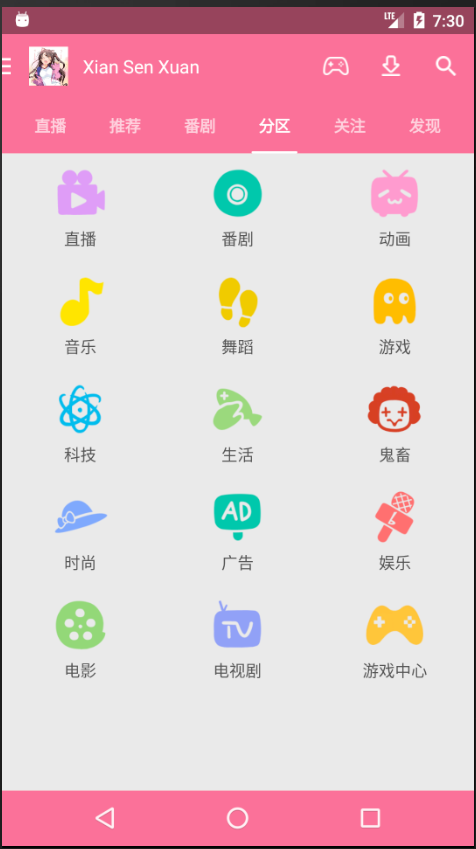 LTE 7:30
Xian Sen Xuan
直播 推荐 番剧 分区 关注 发现
直播 番剧 动画
音乐 舞蹈 游戏
科技 生活 鬼畜
AD
时尚 广告 娱乐
TV
电影 电视剧 游戏中心